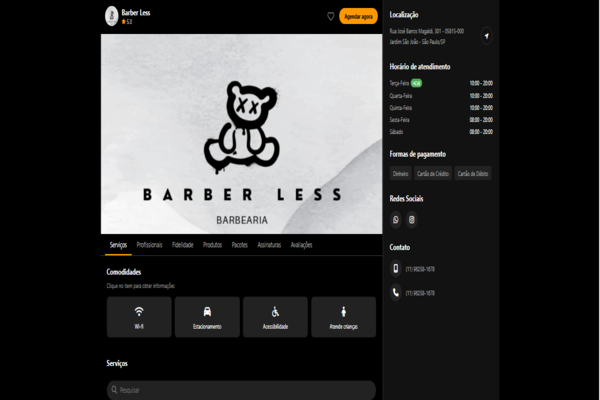 Barber Less
5.0
Agendar agora
BARBER LESS
BARBEARIA
Serviços Profissionais Fidelidade Produtos Pacotes Assinaturas Avaliações
Comodidades
Clique no item para obter informações
Wi-fi Estacionamento Acessibilidade Atende crianças
Serviços
Pesquisar
Localização
Rua José Barros Magaldi, 301 - 05815-000
Jardim São João - São Paulo/SP
Horário de atendimento
Terça-Feira 10:00 - 20:00
Quarta-Feira 10:00 - 20:00
Quinta-Feira 10:00 - 20:00
Sexta-Feira 08:00 - 20:00
Sábado 08:00 - 20:00
Formas de pagamento
Dinheiro Cartão de Crédito Cartão de Débito
Redes Sociais
Contato
(11) 98258-1678
(11) 98258-1678